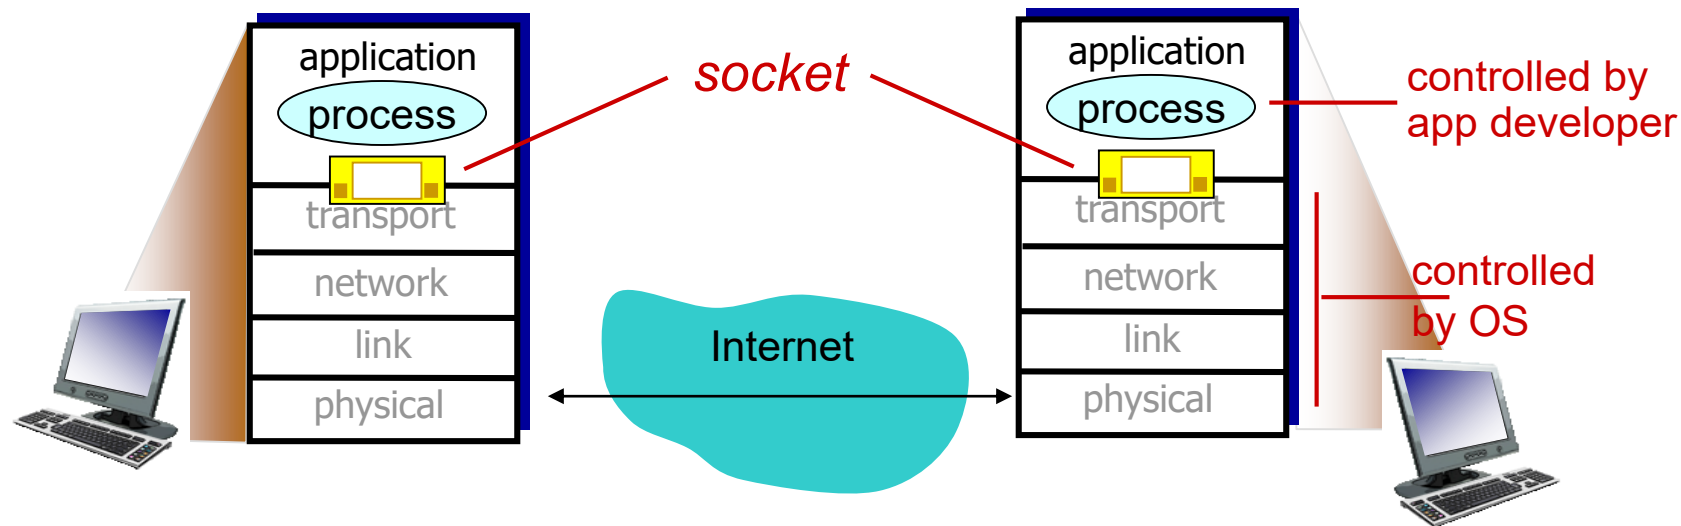 application
process
transport
network
link
physical
socket
Internet
application
process
transport
network
link
physical
controlled by
app developer
controlled
by OS